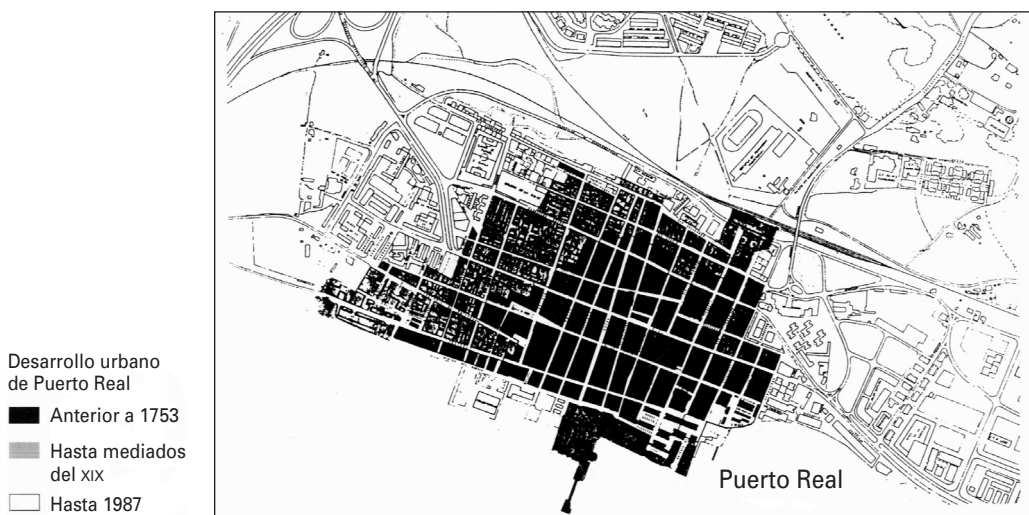 Desarrollo urbano
de Puerto Real
Anterior a 1753
Hasta mediados
del XIX
Hasta 1987
Puerto Real